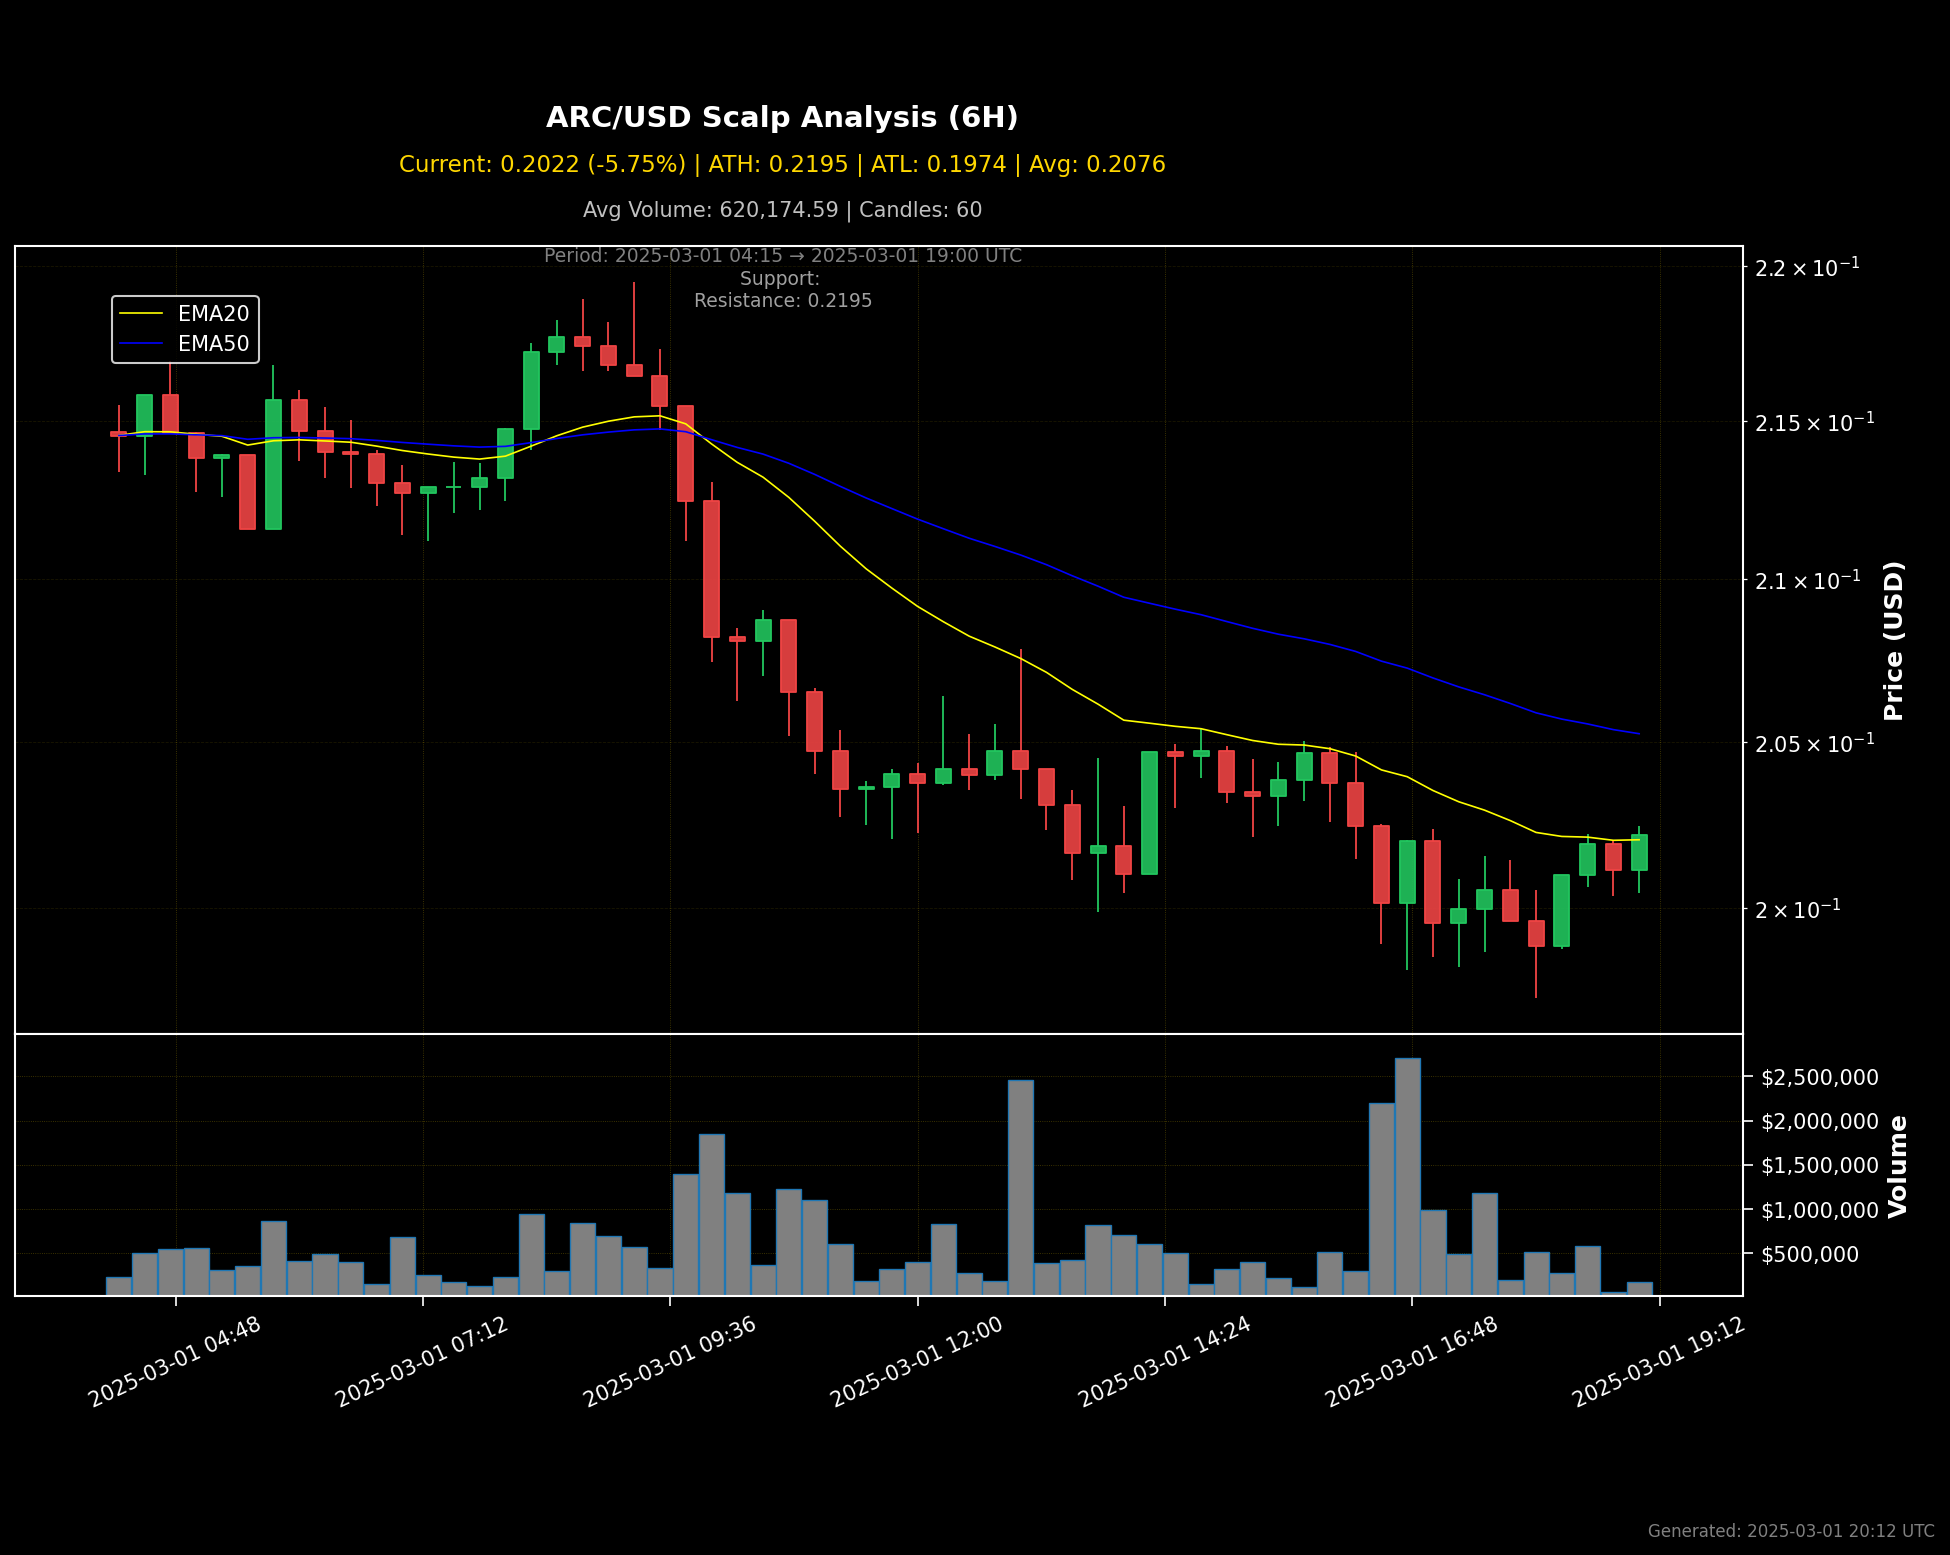 ARC/USD Scalp Analysis (6H)
Current: 0.2022 (-5.75%) | ATH: 0.2195 | ATL: 0.1974 | Avg: 0.2076
Avg Volume: 620,174.59 | Candles: 60
Period: 2025-03-01 04:15 → 2025-03-01 19:00 UTC
Support:
Resistance: 0.2195
EMA20
EMA50
2.2 × 10⁻¹
2.15 × 10⁻¹
2.1 × 10⁻¹
2.05 × 10⁻¹
2 × 10⁻¹
Price (USD)
$2,500,000
$2,000,000
$1,500,000
$1,000,000
$500,000
Volume
2025-03-01 04:48
2025-03-01 07:12
2025-03-01 09:36
2025-03-01 12:00
2025-03-01 14:24
2025-03-01 16:48
2025-03-01 19:12
Generated: 2025-03-01 20:12 UTC